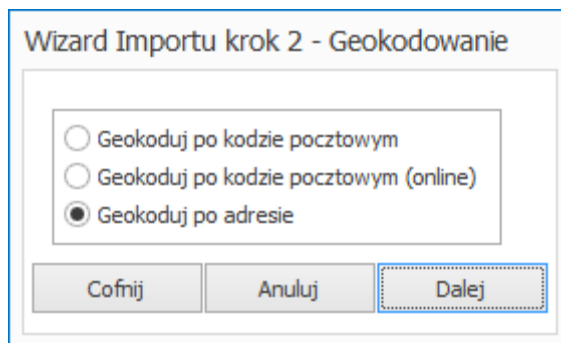 Wizard Importu krok 2 - Geokodowanie
Geokoduj po kodzie pocztowym
Geokoduj po kodzie pocztowym (online)
Geokoduj po adresie
Cofnij Anuluj Dalej